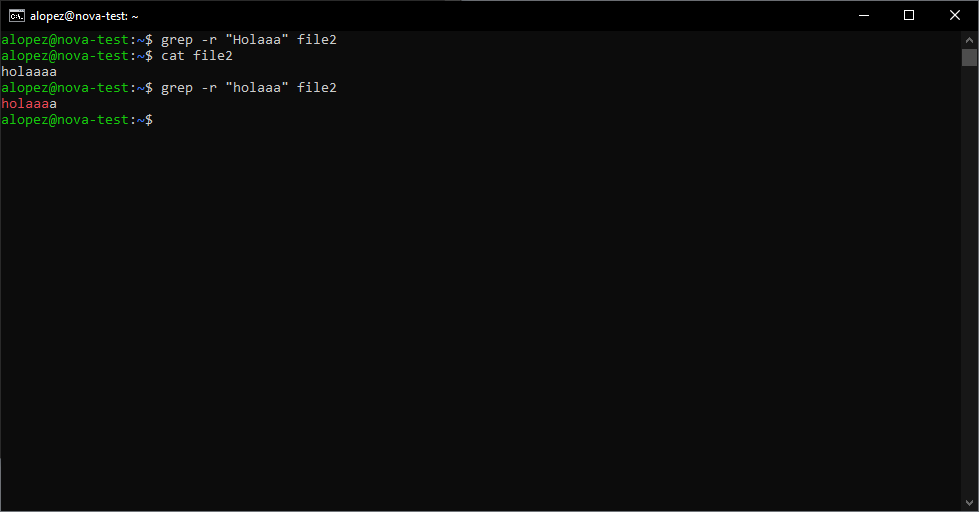 alopez@nova-test: ~
alopez@nova-test:~$ grep -r "Holaaa" file2
alopez@nova-test:~$ cat file2
holaaaa
alopez@nova-test:~$ grep -r "holaaa" file2
holaaaa
alopez@nova-test:~$